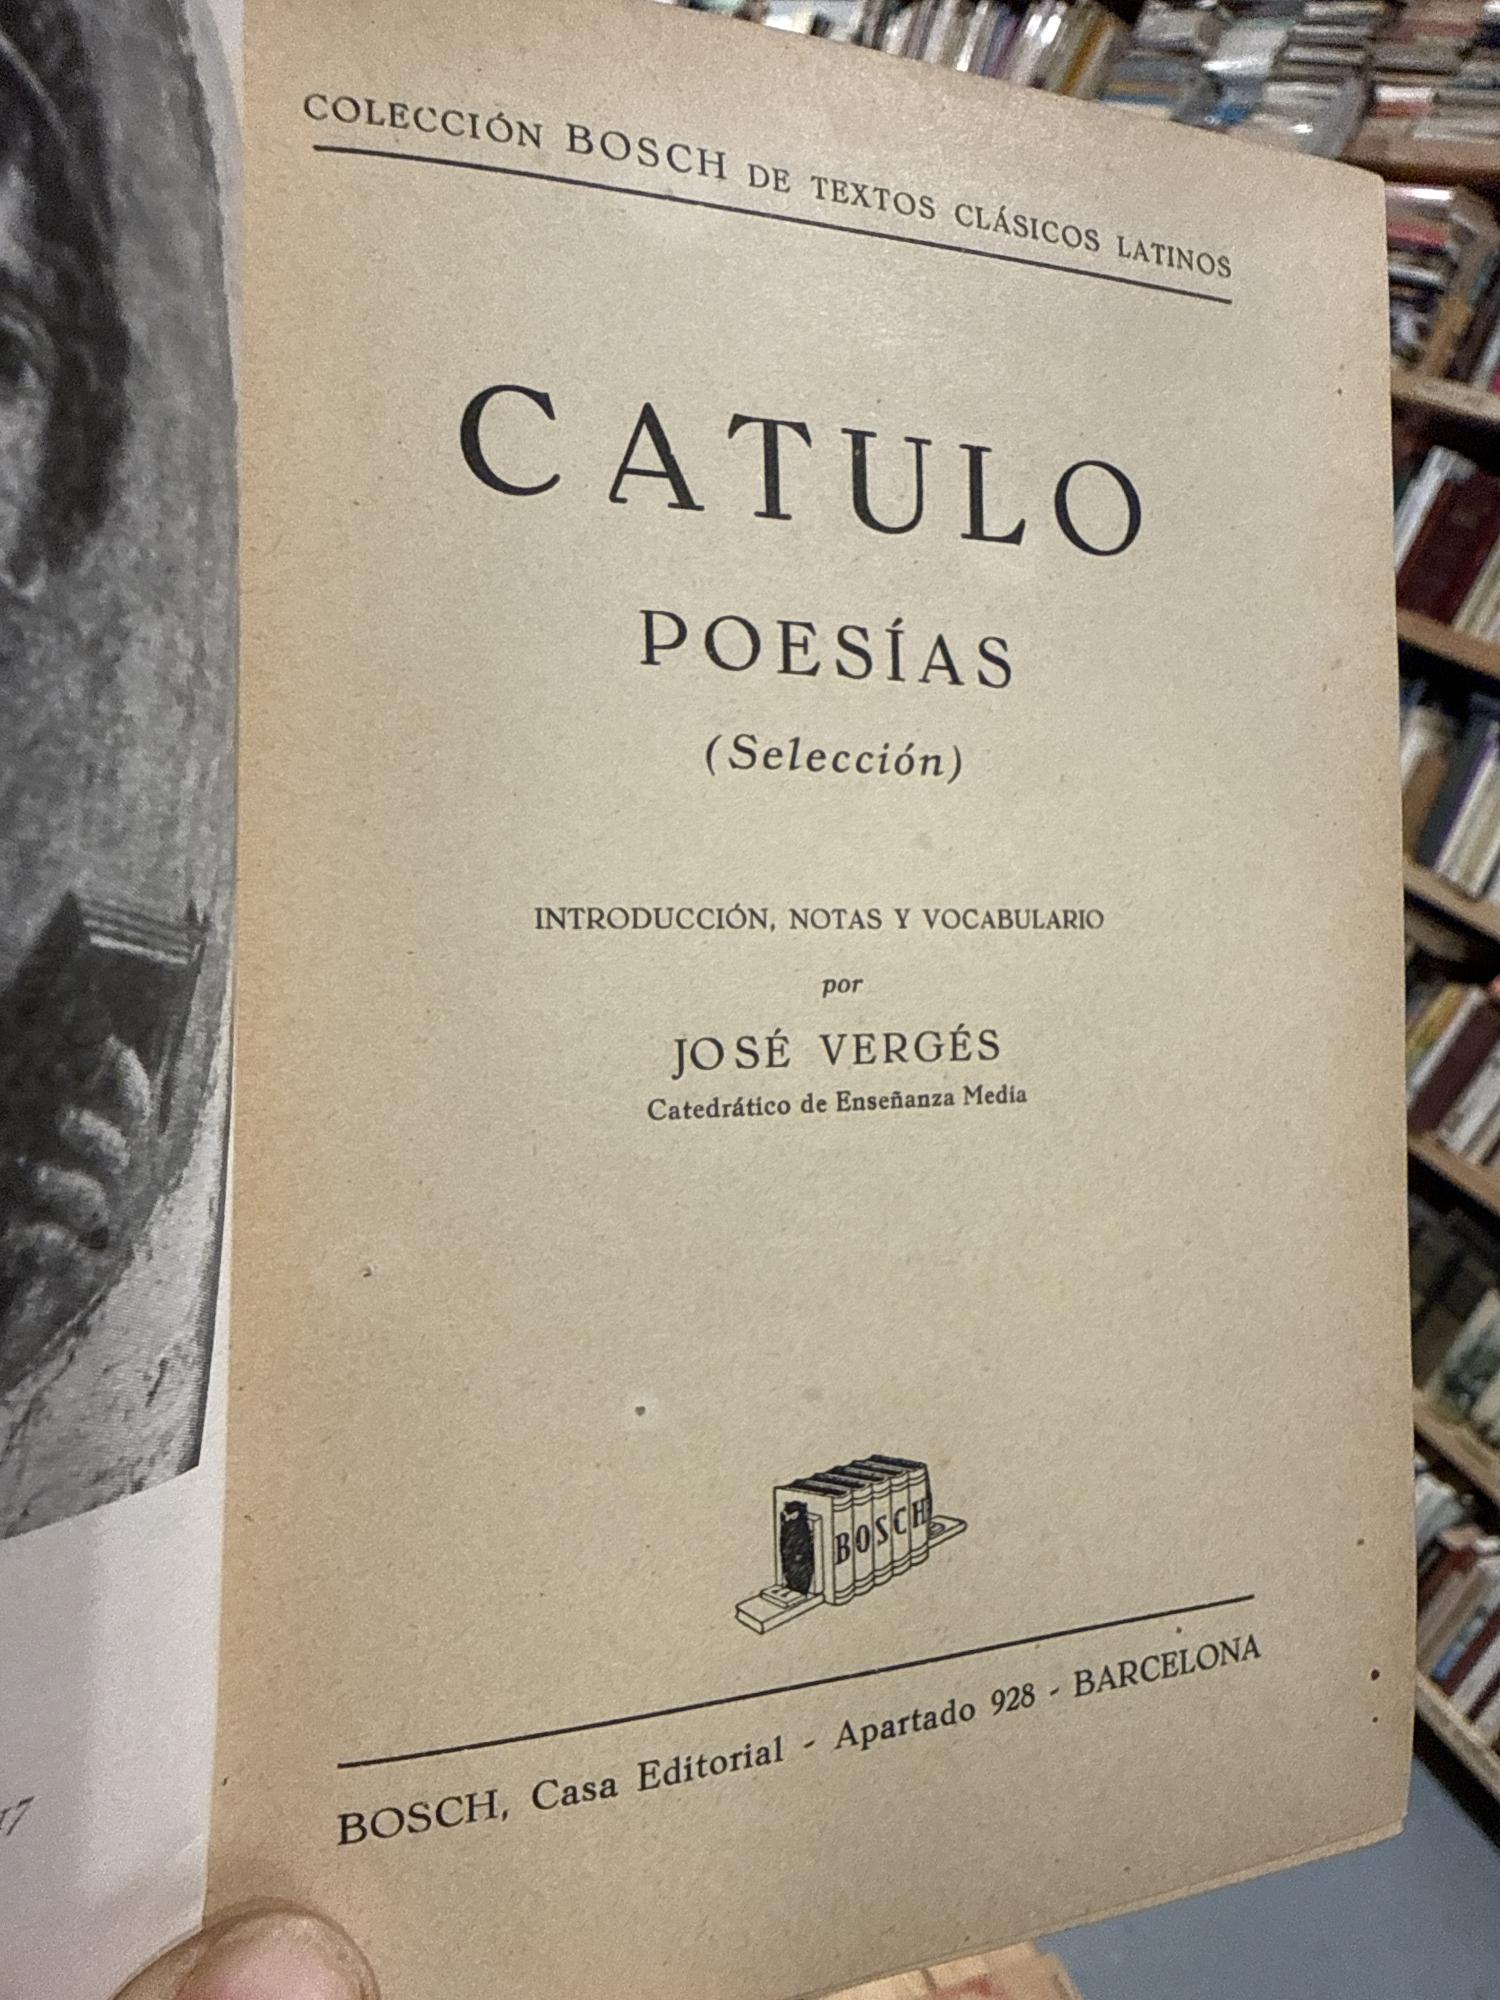 COLECCIÓN BOSCH DE TEXTOS CLÁSICOS LATINOS
CATULO
POESÍAS
(Selección)
INTRODUCCIÓN, NOTAS Y VOCABULARIO
por
JOSÉ VERGÉS
Catedrático de Enseñanza Media
BOSCH
BOSCH, Casa Editorial - Apartado 928 - BARCELONA